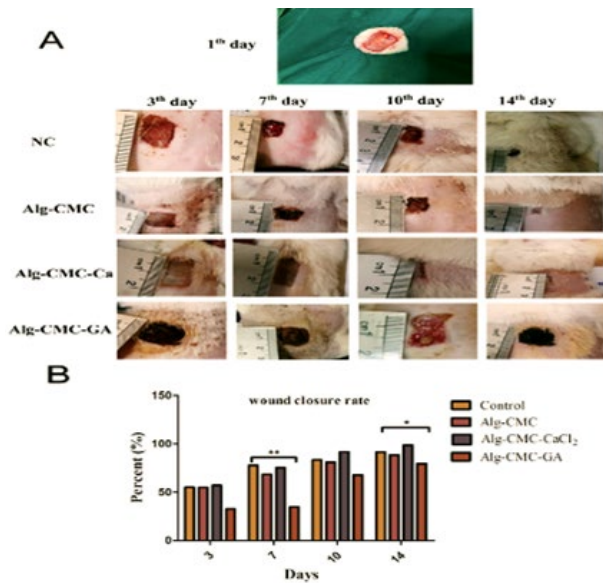 A
1th day
3th day 7th day 10th day 14th day
NC
Alg-CMC
Alg-CMC-Ca
Alg-CMC-GA
B
wound closure rate
Percent (%)
150
100
50
0
** *
3 7 10 14
Days
Control
Alg-CMC
Alg-CMC-CaCl2
Alg-CMC-GA